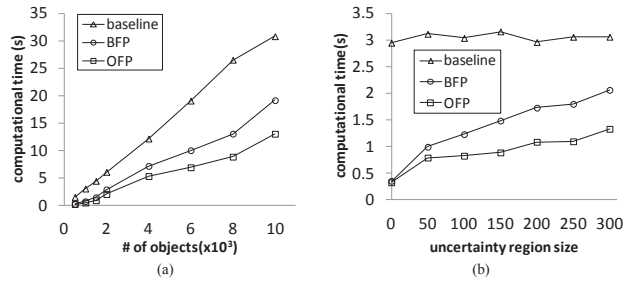 computational time (s)
35
30
25
20
15
10
5
0
baseline
BFP
OFP
0 2 4 6 8 10
# of objects(x10³)
(a)
computational time (s)
3.5
3
2.5
2
1.5
1
0.5
0
baseline
BFP
OFP
0 50 100 150 200 250 300
uncertainty region size
(b)